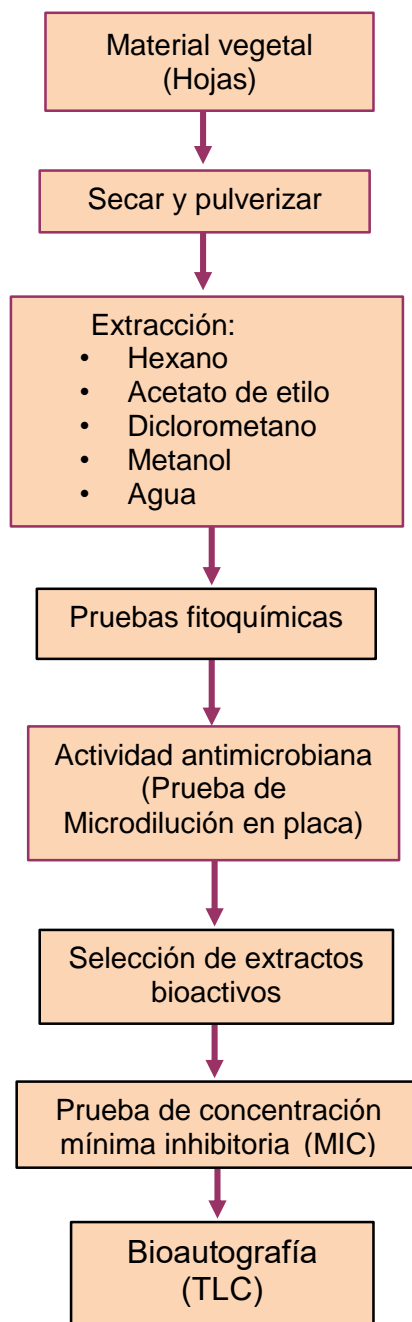 Material vegetal
(Hojas)
Secar y pulverizar
Extracción:
• Hexano
• Acetato de etilo
• Diclorometano
• Metanol
• Agua
Pruebas fitoquímicas
Actividad antimicrobiana
(Prueba de
Microdilución en placa)
Selección de extractos
bioactivos
Prueba de concentración
mínima inhibitoria (MIC)
Bioautografía
(TLC)